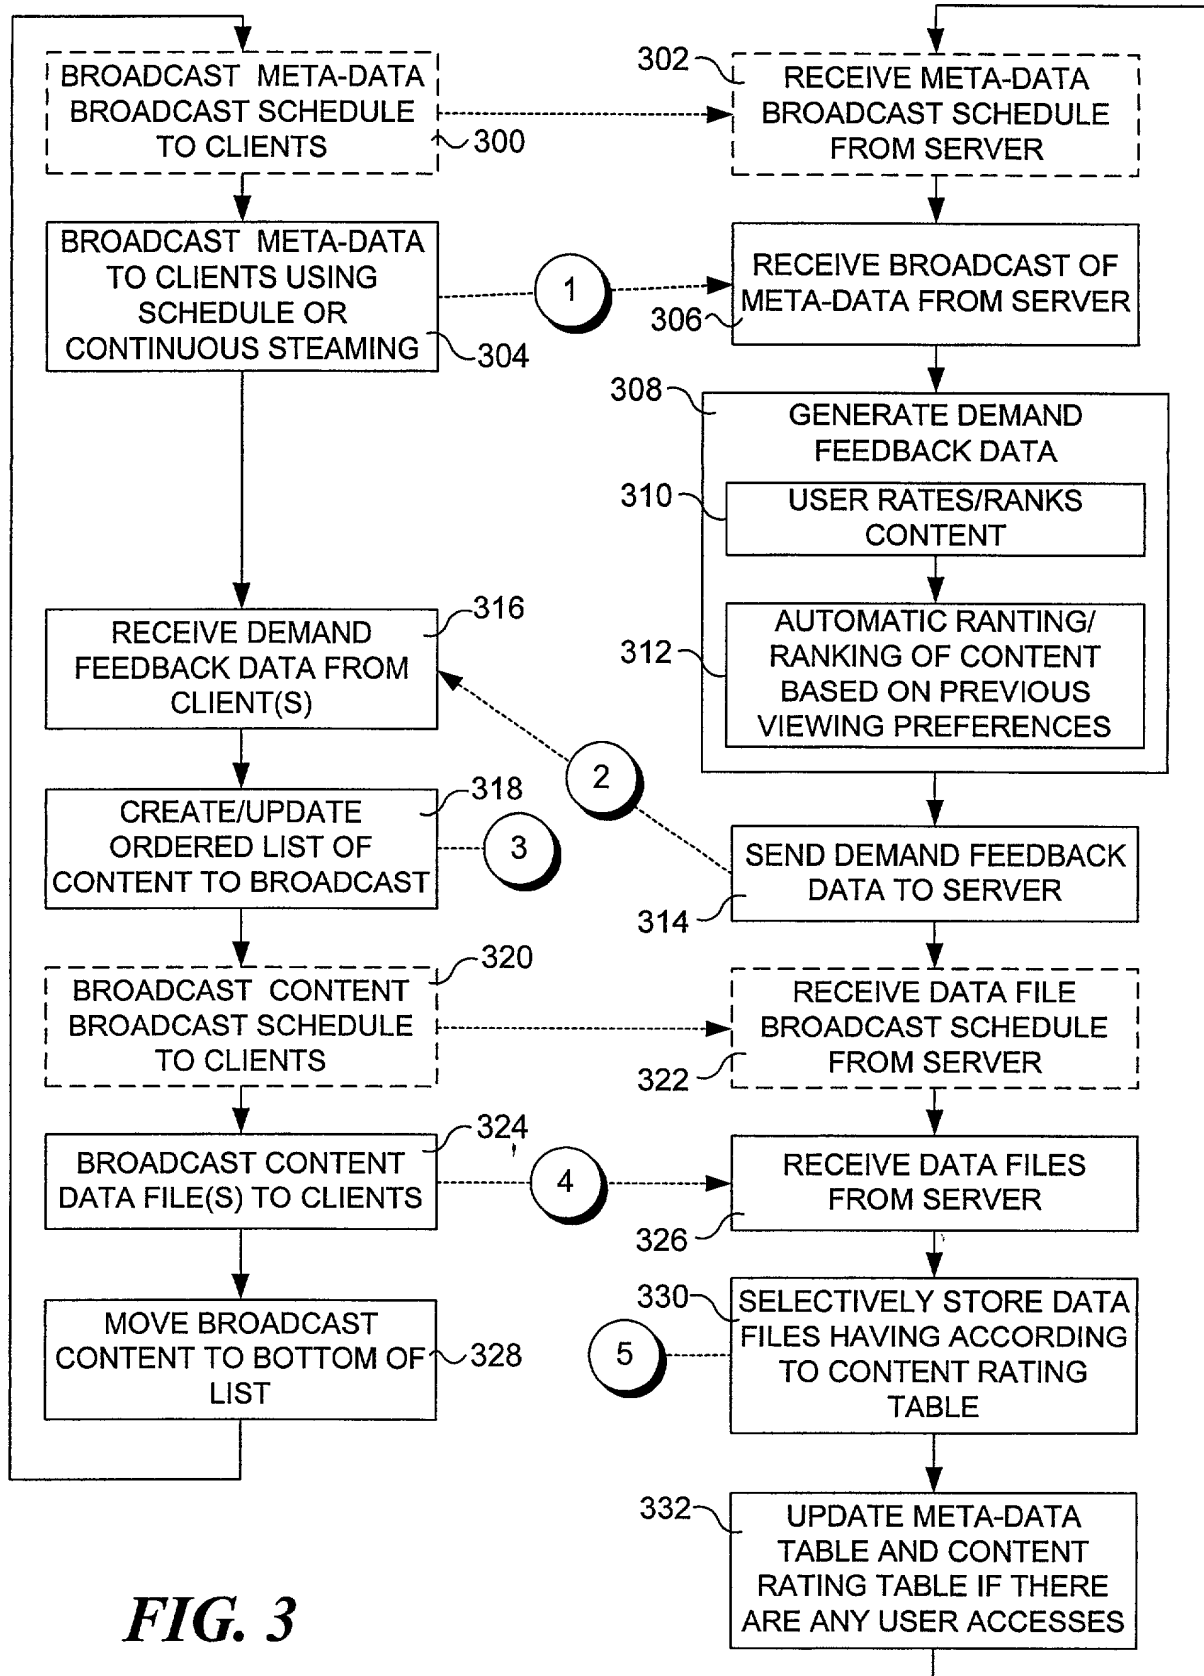 BROADCAST META-DATA
BROADCAST SCHEDULE
TO CLIENTS
300
302
RECEIVE META-DATA
BROADCAST SCHEDULE
FROM SERVER
BROADCAST META-DATA
TO CLIENTS USING
SCHEDULE OR
CONTINUOUS STEAMING
304
1
RECEIVE BROADCAST OF
META-DATA FROM SERVER
306
308
GENERATE DEMAND
FEEDBACK DATA
310
USER RATES/RANKS
CONTENT
312
AUTOMATIC RANTING/
RANKING OF CONTENT
BASED ON PREVIOUS
VIEWING PREFERENCES
316
RECEIVE DEMAND
FEEDBACK DATA FROM
CLIENT(S)
2
318
CREATE/UPDATE
ORDERED LIST OF
CONTENT TO BROADCAST
3
SEND DEMAND FEEDBACK
DATA TO SERVER
314
320
BROADCAST CONTENT
BROADCAST SCHEDULE
TO CLIENTS
RECEIVE DATA FILE
BROADCAST SCHEDULE
FROM SERVER
322
324
BROADCAST CONTENT
DATA FILE(S) TO CLIENTS
4
RECEIVE DATA FILES
FROM SERVER
326
MOVE BROADCAST
CONTENT TO BOTTOM OF
LIST
328
330
SELECTIVELY STORE DATA
FILES HAVING ACCORDING
TO CONTENT RATING
TABLE
5
332
UPDATE META-DATA
TABLE AND CONTENT
RATING TABLE IF THERE
ARE ANY USER ACCESSES
FIG. 3